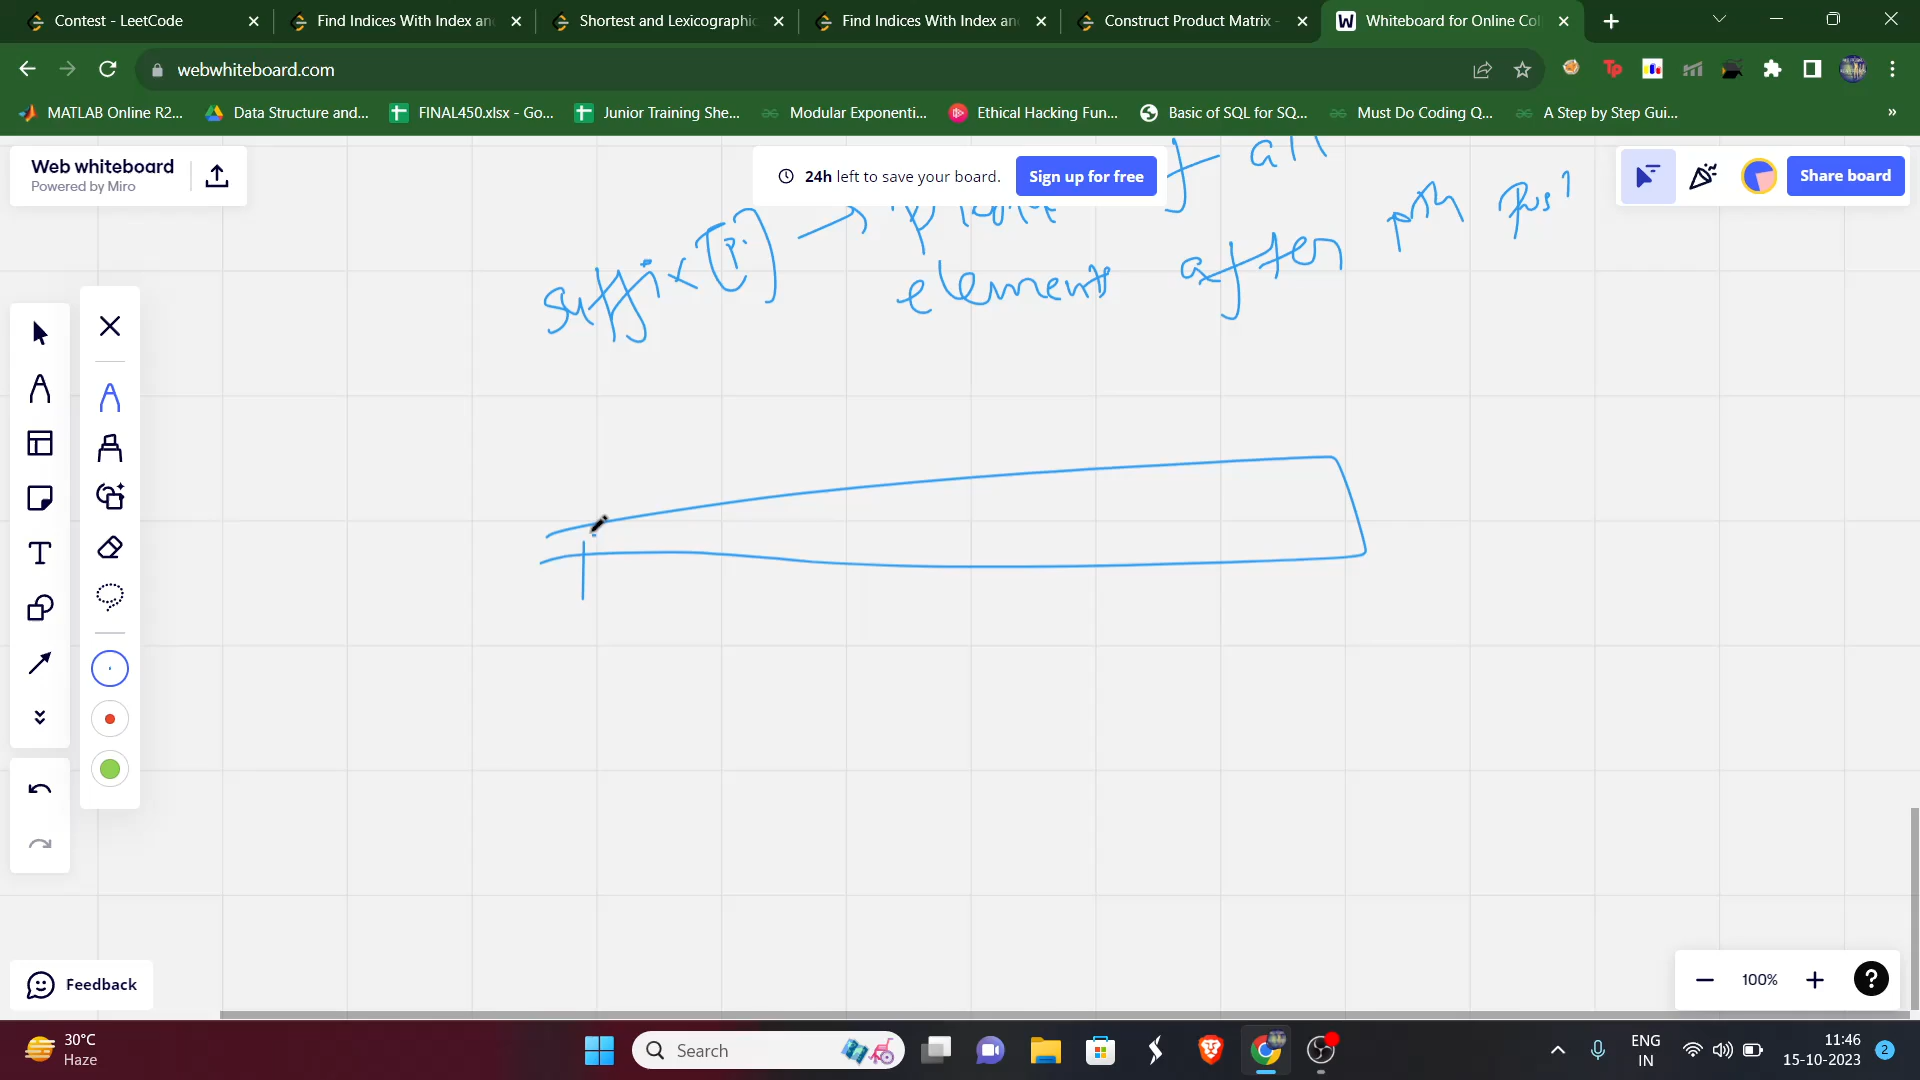 Contest - LeetCode
Find Indices With Index an
Shortest and Lexicographic
Find Indices With Index an
Construct Product Matrix -
Whiteboard for Online Col
webwhiteboard.com
MATLAB Online R2...
Data Structure and...
FINAL450.xlsx - Go...
Junior Training She...
Modular Exponenti...
Ethical Hacking Fun...
Basic of SQL for SQ...
Must Do Coding Q...
A Step by Step Gui...
»
Web whiteboard
Powered by Miro
24h left to save your board.
Sign up for free
Share board
all
suffix[i] →
elements after
Feedback
100%
30°C
Haze
Search
ENG
IN
11:46
15-10-2023
2